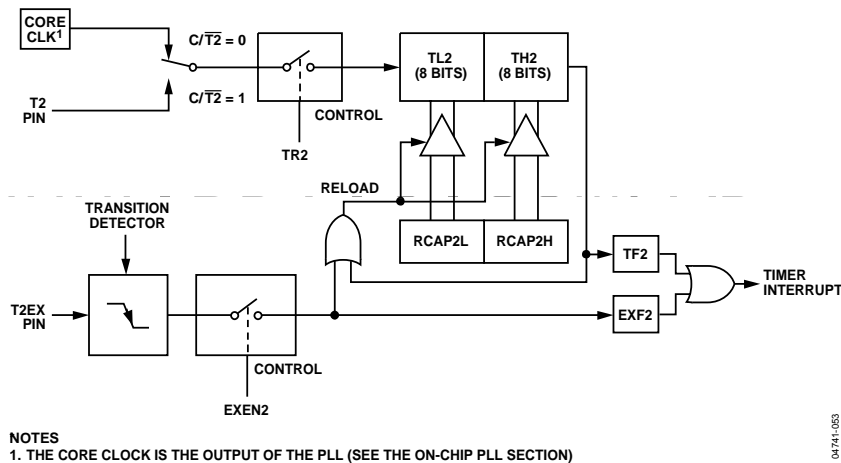 CORE
CLK¹
C/T̅2̅ = 0
C/T̅2̅ = 1
T2
PIN
CONTROL
TR2
TL2
(8 BITS)
TH2
(8 BITS)
RELOAD
TRANSITION
DETECTOR
RCAP2L
RCAP2H
TF2
TIMER
INTERRUPT
T2EX
PIN
EXF2
CONTROL
EXEN2
NOTES
1. THE CORE CLOCK IS THE OUTPUT OF THE PLL (SEE THE ON-CHIP PLL SECTION)
04741-053